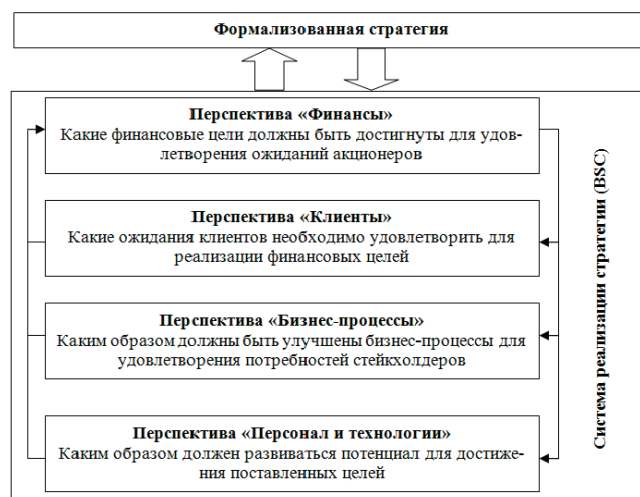 Формализованная стратегия
Перспектива «Финансы»
Какие финансовые цели должны быть достигнуты для удов-
летворения ожиданий акционеров
Перспектива «Клиенты»
Какие ожидания клиентов необходимо удовлетворить для
реализации финансовых целей
Перспектива «Бизнес-процессы»
Каким образом должны быть улучшены бизнес-процессы для
удовлетворения потребностей стейкхолдеров
Перспектива «Персонал и технологии»
Каким образом должен развиваться потенциал для достиже-
ния поставленных целей
Система реализации стратегии (BSC)